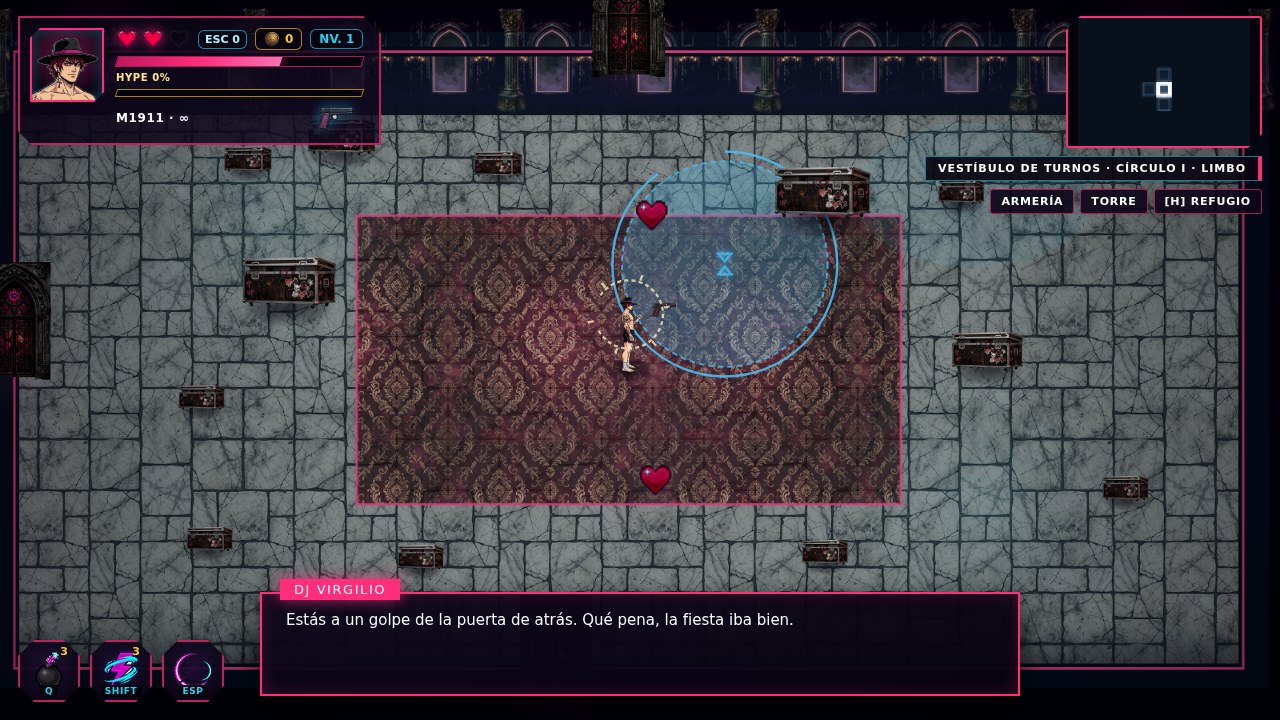 ESC 0
0
NV. 1
HYPE 0%
M1911 · ∞
VESTÍBULO DE TURNOS · CÍRCULO I · LIMBO
ARMERÍA
TORRE
[H] REFUGIO
DJ VIRGILIO
Estás a un golpe de la puerta de atrás. Qué pena, la fiesta iba bien.
3
Q
3
SHIFT
ESP